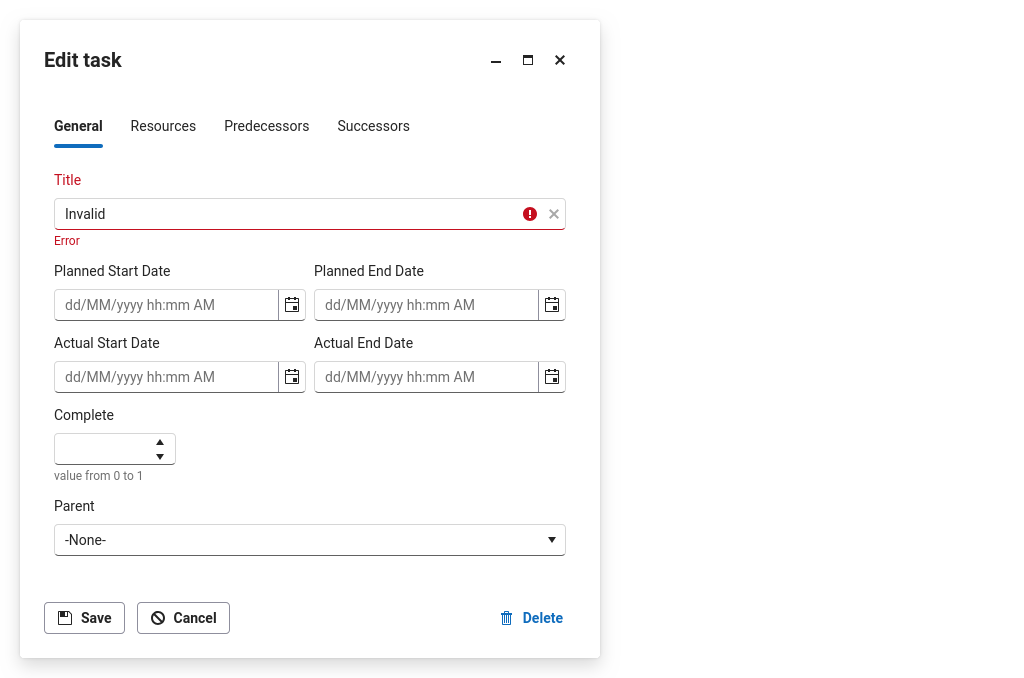 Edit task
General Resources Predecessors Successors
Title
Invalid
Error
Planned Start Date Planned End Date
dd/MM/yyyy hh:mm AM dd/MM/yyyy hh:mm AM
Actual Start Date Actual End Date
dd/MM/yyyy hh:mm AM dd/MM/yyyy hh:mm AM
Complete
value from 0 to 1
Parent
-None-
Save Cancel Delete